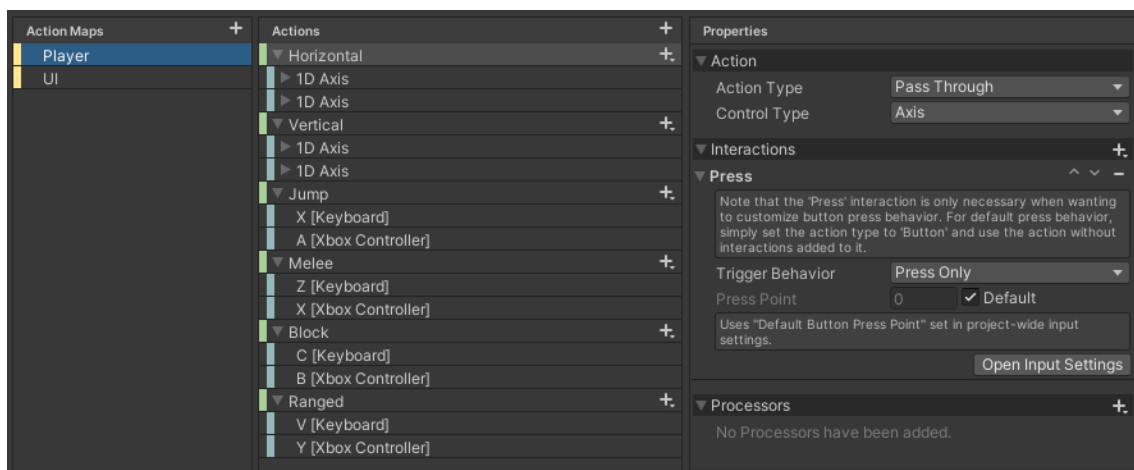 Action Maps
Player
UI
Actions
Horizontal
1D Axis
1D Axis
Vertical
1D Axis
1D Axis
Jump
X [Keyboard]
A [Xbox Controller]
Melee
Z [Keyboard]
X [Xbox Controller]
Block
C [Keyboard]
B [Xbox Controller]
Ranged
V [Keyboard]
Y [Xbox Controller]
Properties
Action
Action Type Pass Through
Control Type Axis
Interactions
Press
Note that the 'Press' interaction is only necessary when wanting
to customize button press behavior. For default press behavior,
simply set the action type to 'Button' and use the action without
interactions added to it.
Trigger Behavior Press Only
Press Point 0 Default
Uses "Default Button Press Point" set in project-wide input
settings.
Open Input Settings
Processors
No Processors have been added.